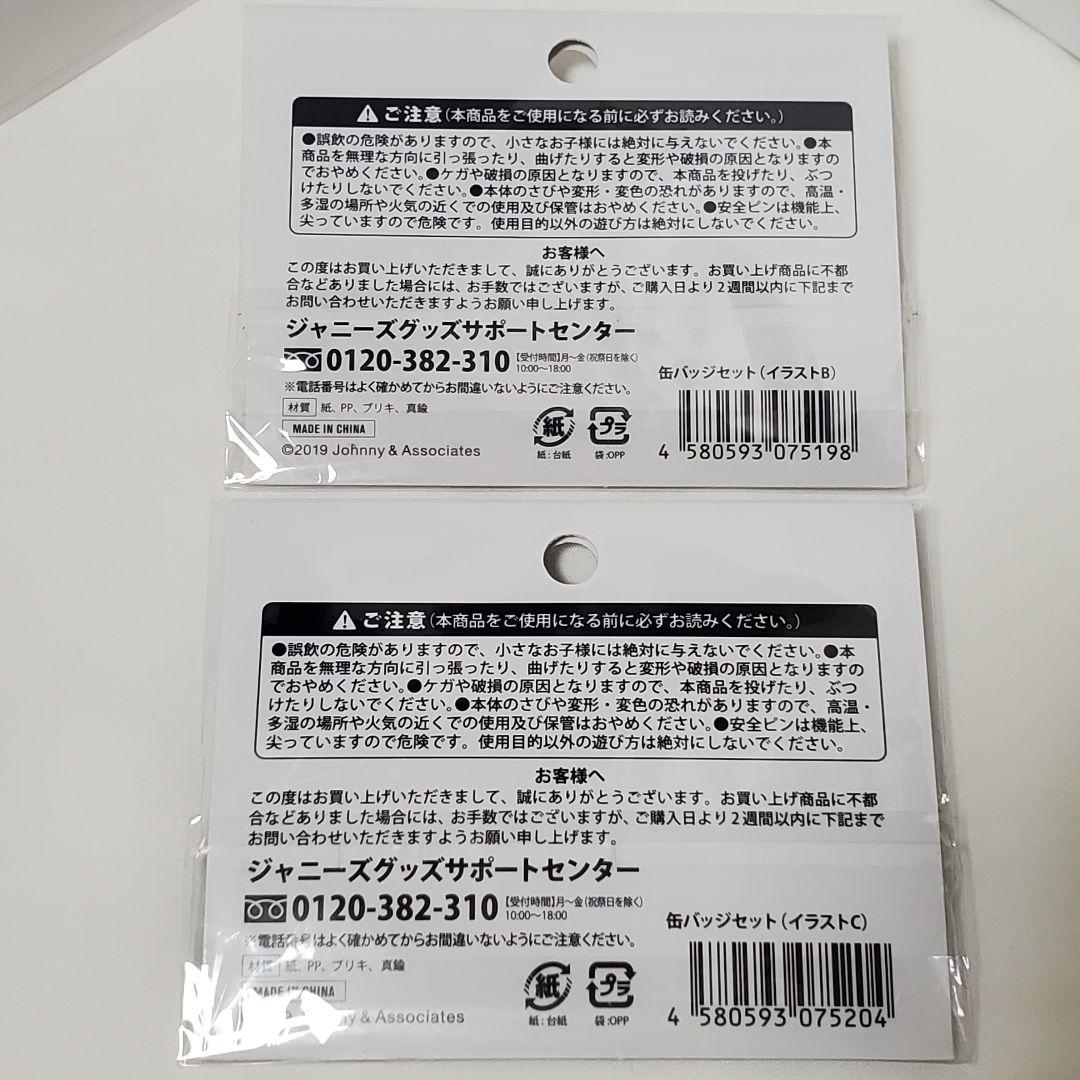 ⚠ご注意(本商品をご使用になる前に必ずお読みください。)
●誤飲の危険がありますので、小さなお子様には絶対に与えないでください。●本
商品を無理な方向に引っ張ったり、曲げたりすると変形や破損の原因となりますの
でおやめください。●ケガや破損の原因となりますので、本商品を投げたり、ぶつ
けたりしないでください。●本体のさびや変形・変色の恐れがありますので、高温・
多湿の場所や火気の近くでの使用及び保管はおやめください。●安全ピンは機能上、
尖っていますので危険です。使用目的以外の遊び方は絶対にしないでください。
お客様へ
この度はお買い上げいただきまして、誠にありがとうございます。お買い上げ商品に不都
合などありました場合には、お手数ではございますが、ご購入日より2週間以内に下記まで
お問い合わせいただきますようお願い申し上げます。
ジャニーズグッズサポートセンター
0120-382-310 【受付時間】月～金(祝祭日を除く)
10:00～18:00
※電話番号はよく確かめてからお間違いないようにご注意ください。
缶バッジセット(イラストB)
材質 紙、PP、ブリキ、真鍮
MADE IN CHINA
©2019 Johnny & Associates
紙 プラ
紙:台紙 袋:OPP
4 580593 075198
⚠ご注意(本商品をご使用になる前に必ずお読みください。)
●誤飲の危険がありますので、小さなお子様には絶対に与えないでください。●本
商品を無理な方向に引っ張ったり、曲げたりすると変形や破損の原因となりますの
でおやめください。●ケガや破損の原因となりますので、本商品を投げたり、ぶつ
けたりしないでください。●本体のさびや変形・変色の恐れがありますので、高温・
多湿の場所や火気の近くでの使用及び保管はおやめください。●安全ピンは機能上、
尖っていますので危険です。使用目的以外の遊び方は絶対にしないでください。
お客様へ
この度はお買い上げいただきまして、誠にありがとうございます。お買い上げ商品に不都
合などありました場合には、お手数ではございますが、ご購入日より2週間以内に下記まで
お問い合わせいただきますようお願い申し上げます。
ジャニーズグッズサポートセンター
0120-382-310 【受付時間】月～金(祝祭日を除く)
10:00～18:00
※電話番号はよく確かめてからお間違いないようにご注意ください。
缶バッジセット(イラストC)
材質 紙、PP、ブリキ、真鍮
MADE IN CHINA
& Associates
紙 プラ
紙:台紙 袋:OPP
4 580593 075204